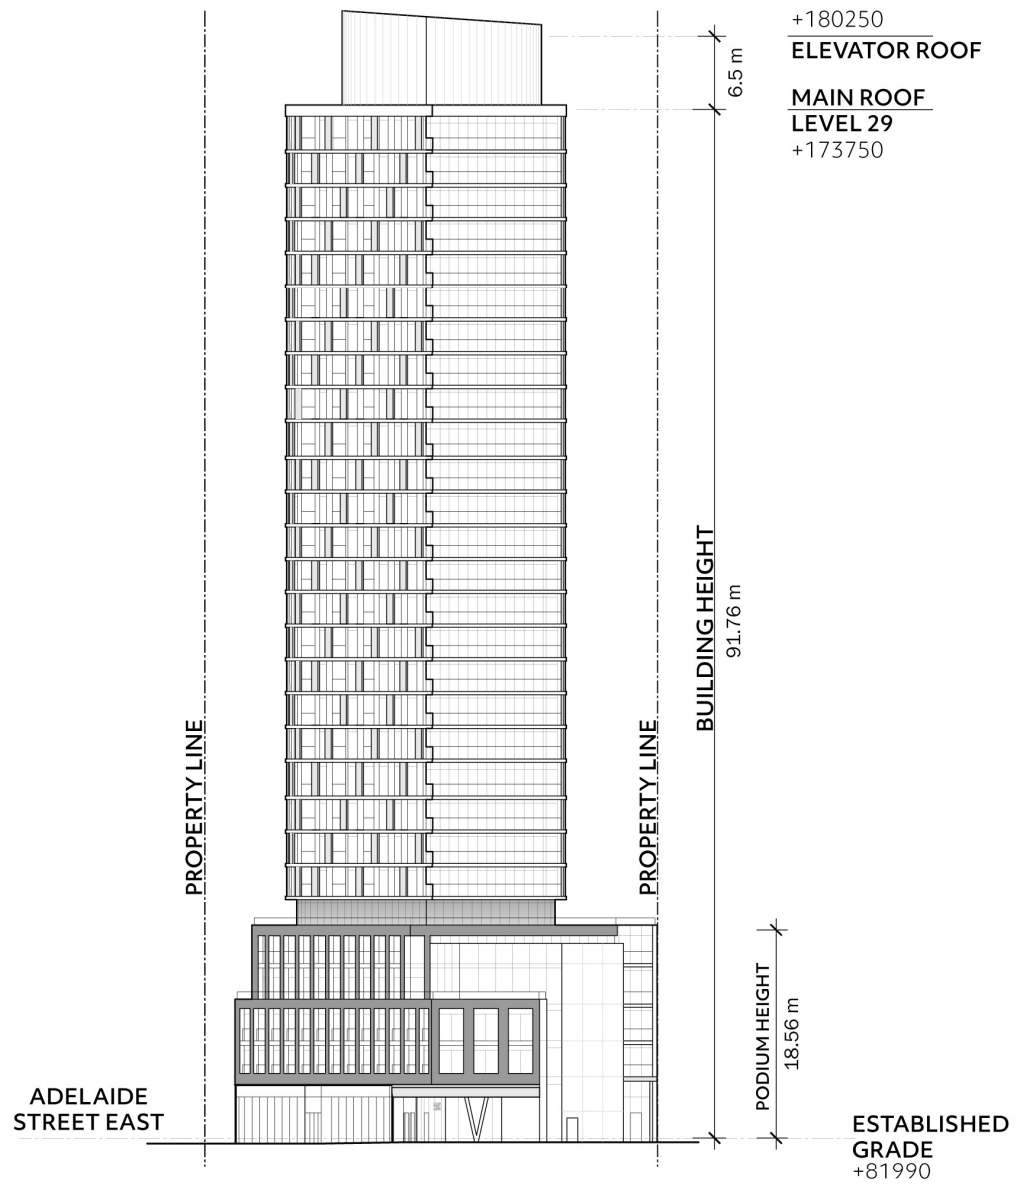 +180250
ELEVATOR ROOF
6.5 m
MAIN ROOF
LEVEL 29
+173750
BUILDING HEIGHT
91.76 m
PROPERTY LINE
PROPERTY LINE
PODIUM HEIGHT
18.56 m
ADELAIDE
STREET EAST
ESTABLISHED
GRADE
+81990